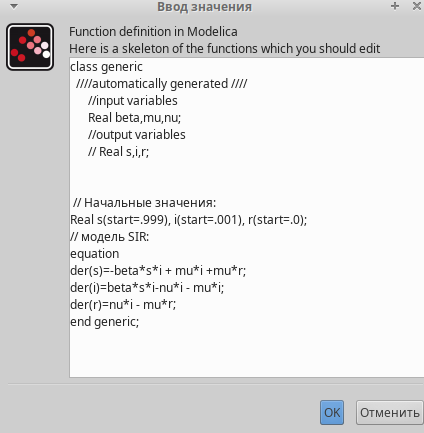 Ввод значения
Function definition in Modelica
Here is a skeleton of the functions which you should edit
class generic
////automatically generated ////
//input variables
Real beta,mu,nu;
//output variables
// Real s,i,r;
// Начальные значения:
Real s(start=.999), i(start=.001), r(start=.0);
// модель SIR:
equation
der(s)=-beta*s*i + mu*i +mu*r;
der(i)=beta*s*i-nu*i - mu*i;
der(r)=nu*i - mu*r;
end generic;
OK
Отменить